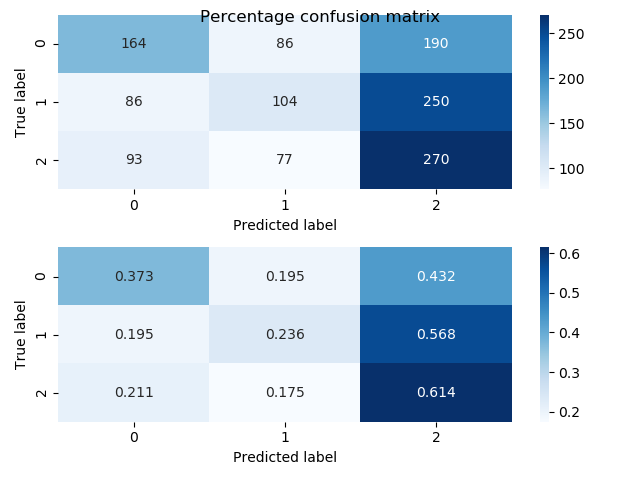 Percentage confusion matrix
True label
0 164 86 190
1 86 104 250
2 93 77 270
0 1 2
Predicted label
250
200
150
100
True label
0 0.373 0.195 0.432
1 0.195 0.236 0.568
2 0.211 0.175 0.614
0 1 2
Predicted label
0.6
0.5
0.4
0.3
0.2